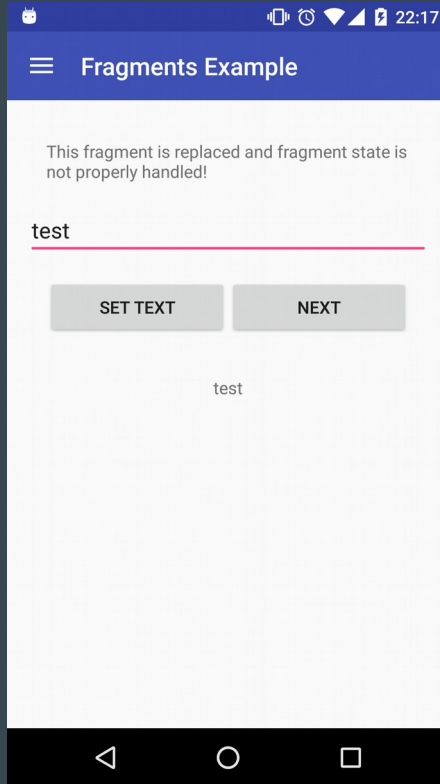 22:17
Fragments Example
This fragment is replaced and fragment state is
not properly handled!
test
SET TEXT
NEXT
test